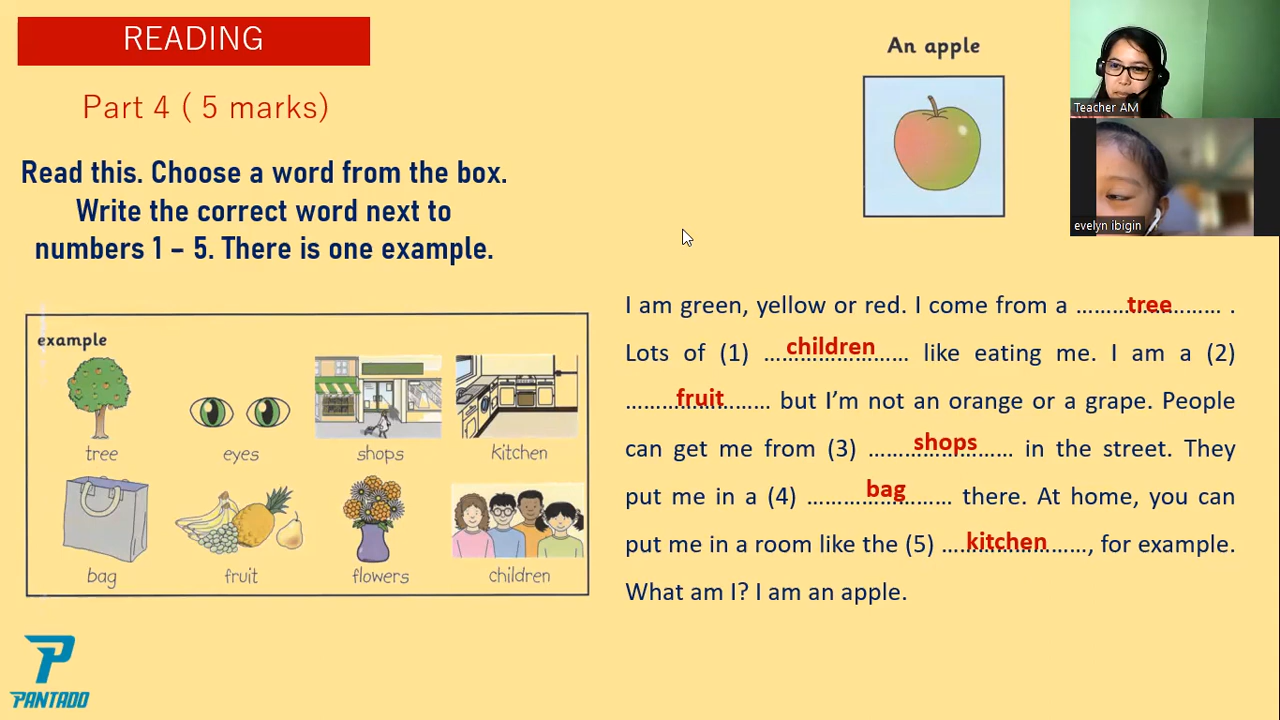 READING
Part 4 ( 5 marks)
Read this. Choose a word from the box.
Write the correct word next to
numbers 1 – 5. There is one example.
An apple
Teacher AM
evelyn ibigin
example
tree
eyes
shops
kitchen
bag
fruit
flowers
children
I am green, yellow or red. I come from a ………tree………… .
Lots of (1) ……children…… like eating me. I am a (2)
………fruit……… but I’m not an orange or a grape. People
can get me from (3) ………shops……… in the street. They
put me in a (4) ………bag……… there. At home, you can
put me in a room like the (5) ……kitchen……, for example.
What am I? I am an apple.
PANTADO